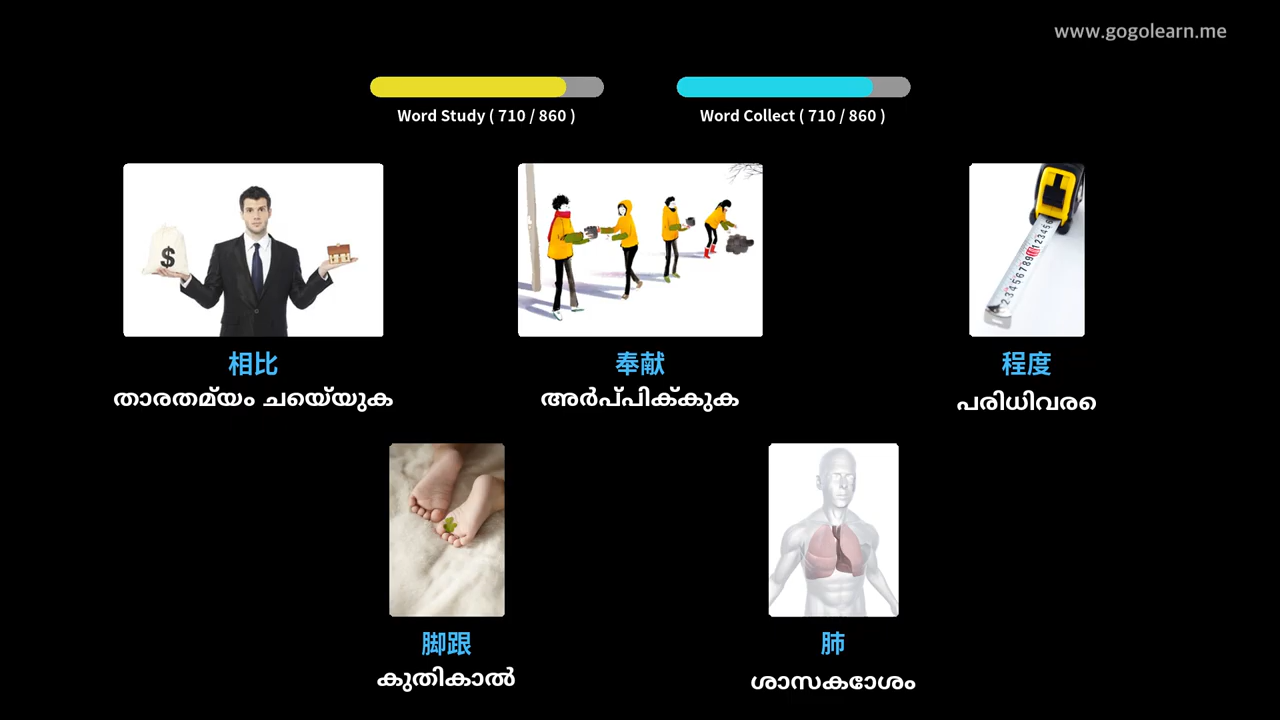 www.gogolearn.me
Word Study ( 710 / 860 )
Word Collect ( 710 / 860 )
相比
താരതമ്യം ചയ്യെുക
奉献
അർപ്പിക്കുക
程度
പരിധിവരെ
脚跟
കുതികാൽ
肺
ശാസകോശം